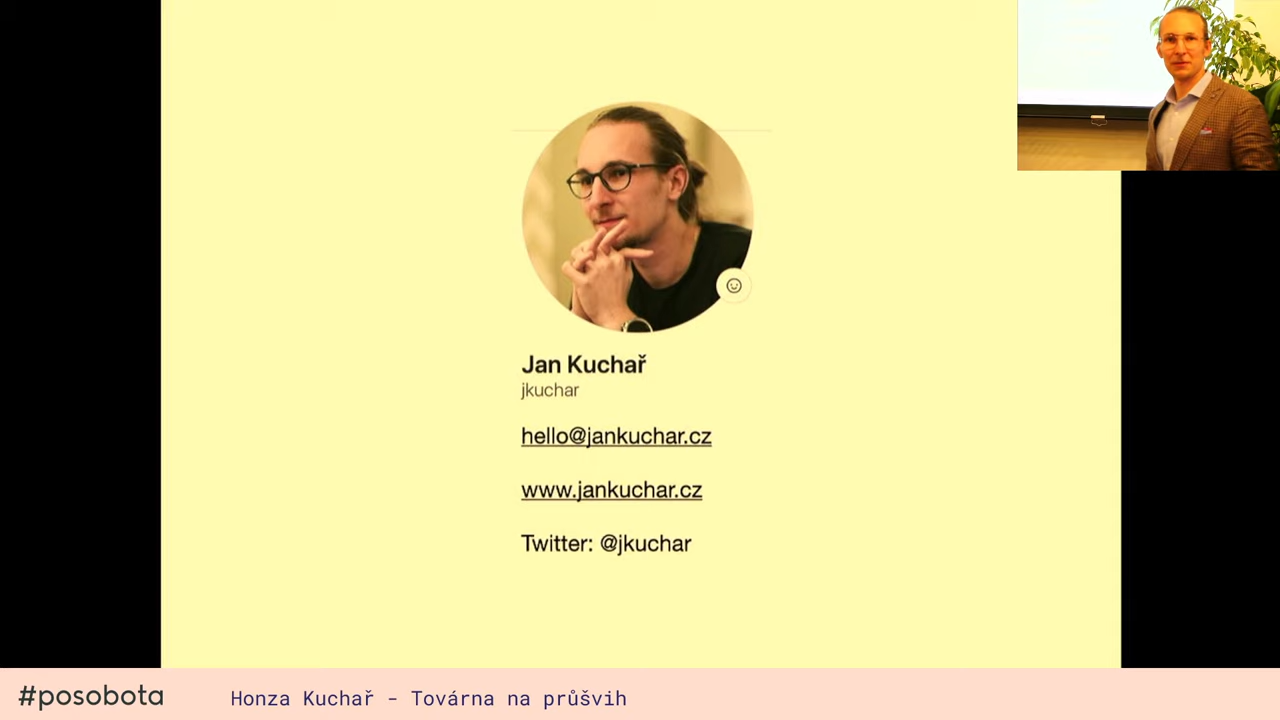 Jan Kuchař
jkuchar
hello@jankuchar.cz
www.jankuchar.cz
Twitter: @jkuchar
#posobota
Honza Kuchař - Továrna na průšvih